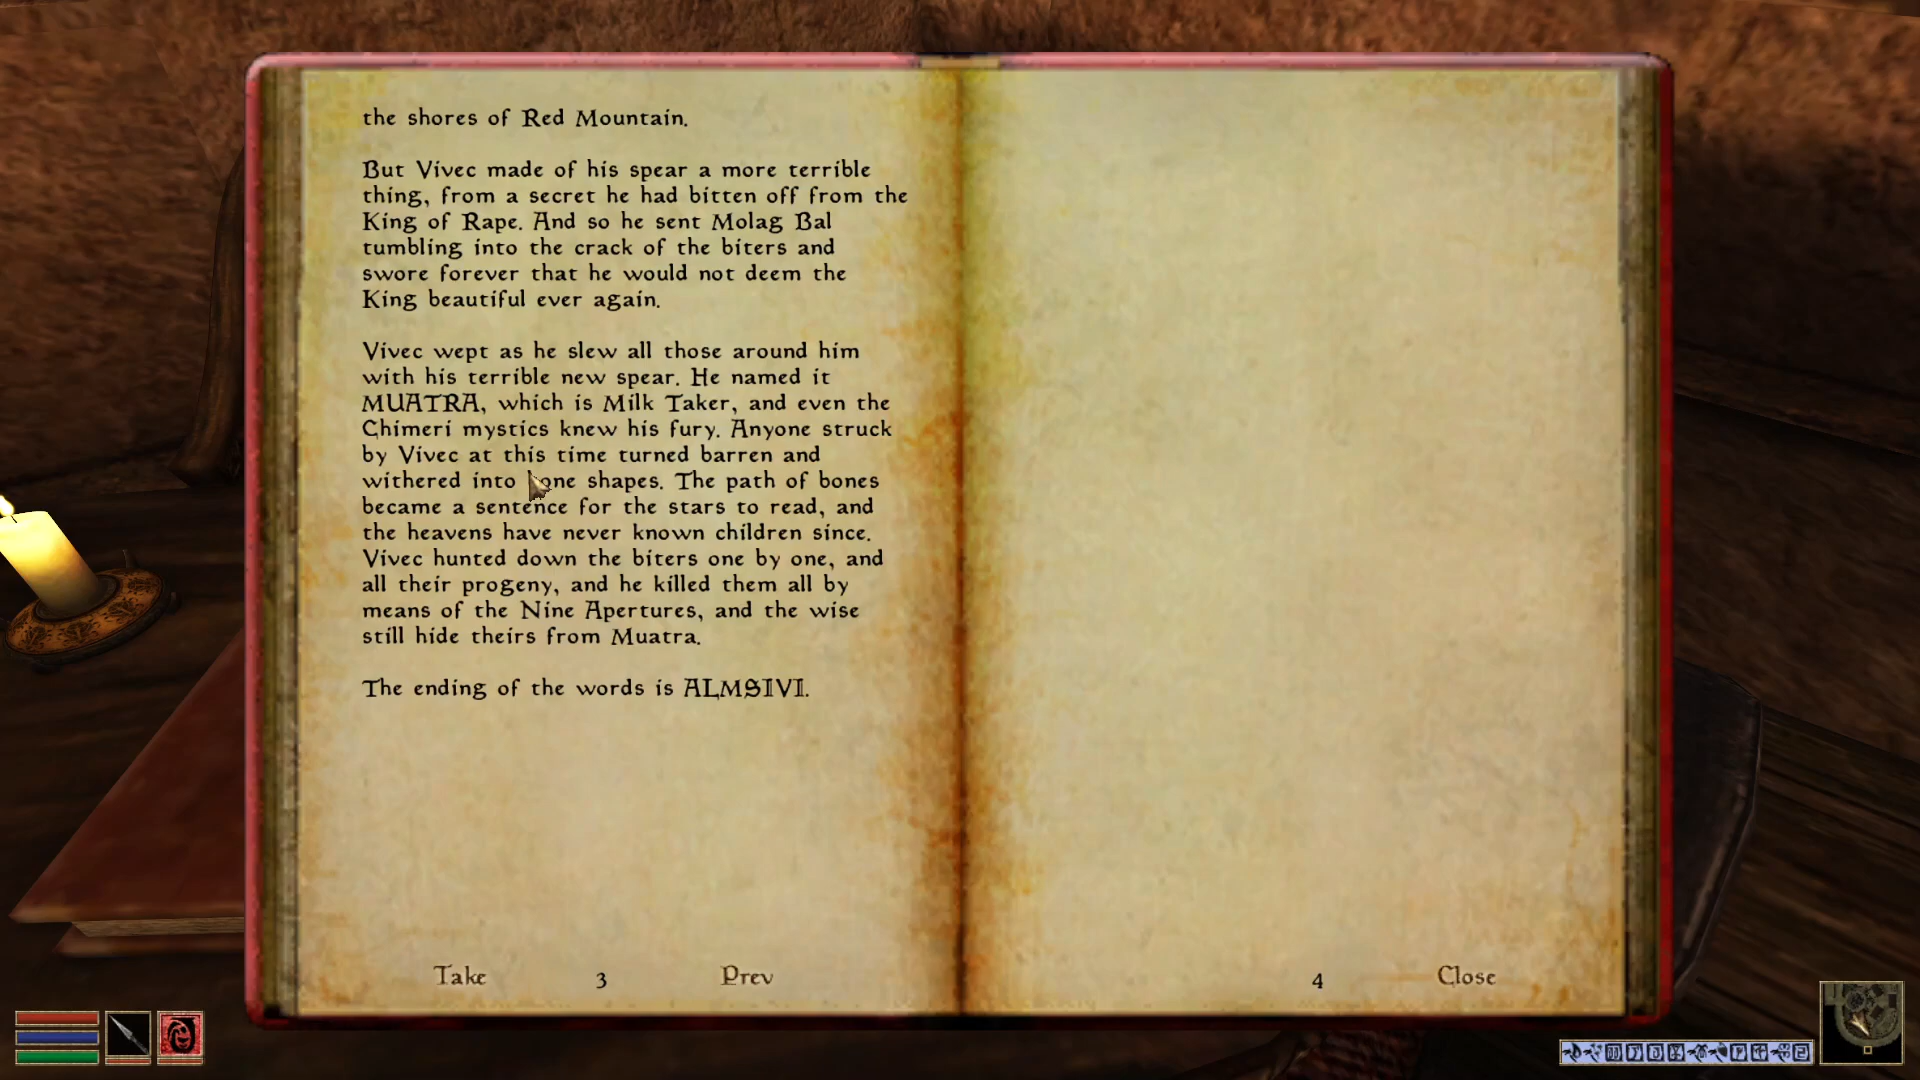 the shores of Red Mountain.
But Vivec made of his spear a more terrible
thing, from a secret he had bitten off from the
King of Rape. And so he sent Molag Bal
tumbling into the crack of the biters and
swore forever that he would not deem the
King beautiful ever again.
Vivec wept as he slew all those around him
with his terrible new spear. He named it
MUATRA, which is Milk Taker, and even the
Chimeri mystics knew his fury. Anyone struck
by Vivec at this time turned barren and
withered into bone shapes. The path of bones
became a sentence for the stars to read, and
the heavens have never known children since.
Vivec hunted down the biters one by one, and
all their progeny, and he killed them all by
means of the Nine Apertures, and the wise
still hide theirs from Muatra.
The ending of the words is ALMSIVI.
Take 3 Prev 4 Close